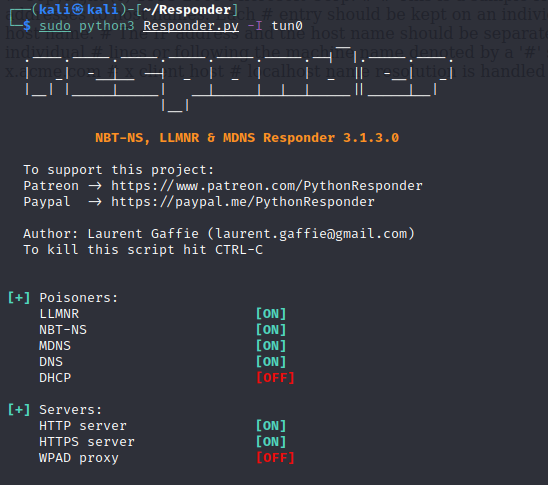 ┌──(kali㉿kali)-[~/Responder]
└─$ sudo python3 Responder.py -I tun0
NBT-NS, LLMNR & MDNS Responder 3.1.3.0
To support this project:
Patreon -> https://www.patreon.com/PythonResponder
Paypal -> https://paypal.me/PythonResponder
Author: Laurent Gaffie (laurent.gaffie@gmail.com)
To kill this script hit CTRL-C
[+] Poisoners:
LLMNR [ON]
NBT-NS [ON]
MDNS [ON]
DNS [ON]
DHCP [OFF]
[+] Servers:
HTTP server [ON]
HTTPS server [ON]
WPAD proxy [OFF]